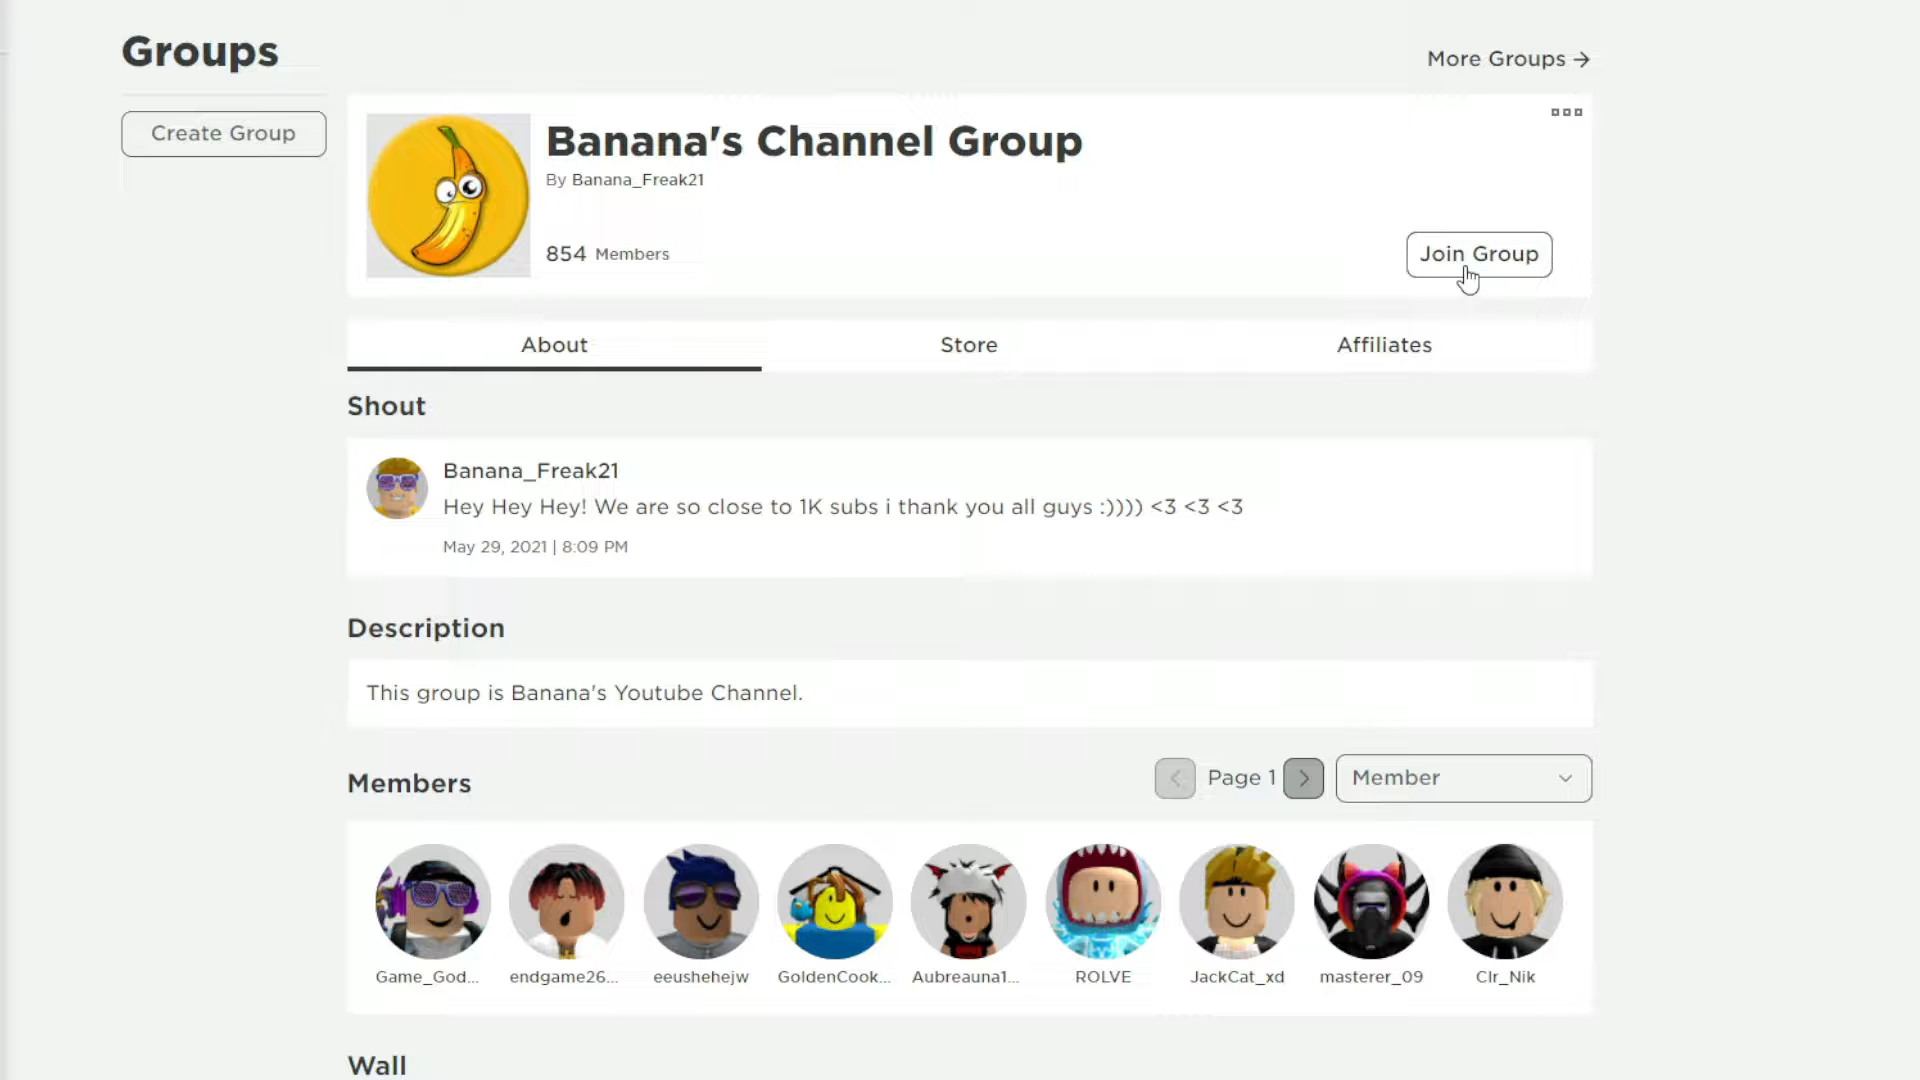 Groups
More Groups →
Create Group
Banana's Channel Group
By Banana_Freak21
854 Members
Join Group
About
Store
Affiliates
Shout
Banana_Freak21
Hey Hey Hey! We are so close to 1K subs i thank you all guys :)))) <3 <3 <3
May 29, 2021 | 8:09 PM
Description
This group is Banana's Youtube Channel.
Members
Page 1
Member
Game_God...
endgame26...
eeushehejw
GoldenCook...
Aubreauna1...
ROLVE
JackCat_xd
masterer_09
Clr_Nik
Wall